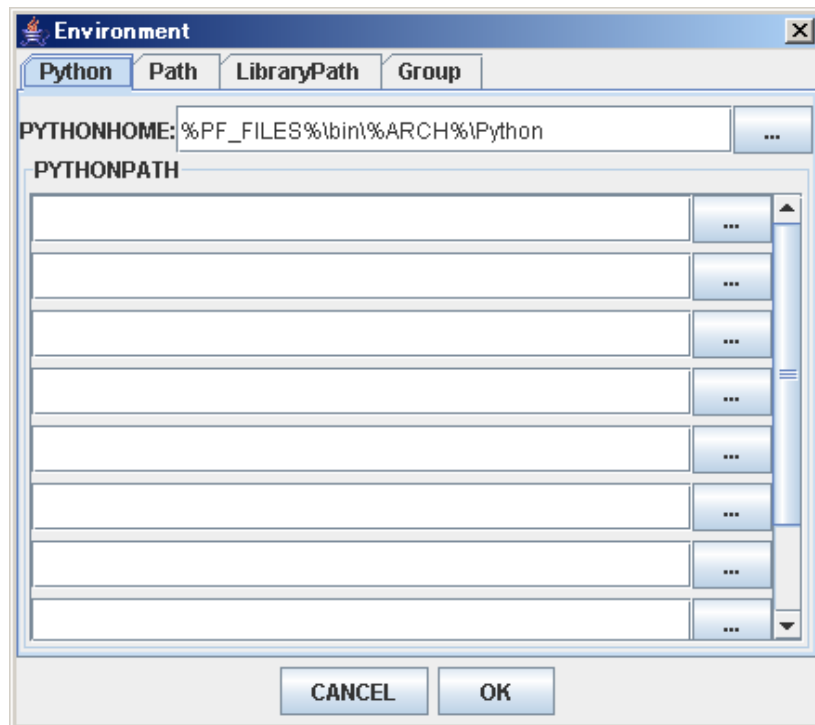 Environment
Python Path LibraryPath Group
PYTHONHOME: %PF_FILES%\bin\%ARCH%\Python ...
PYTHONPATH
...
...
...
...
...
...
...
...
CANCEL OK